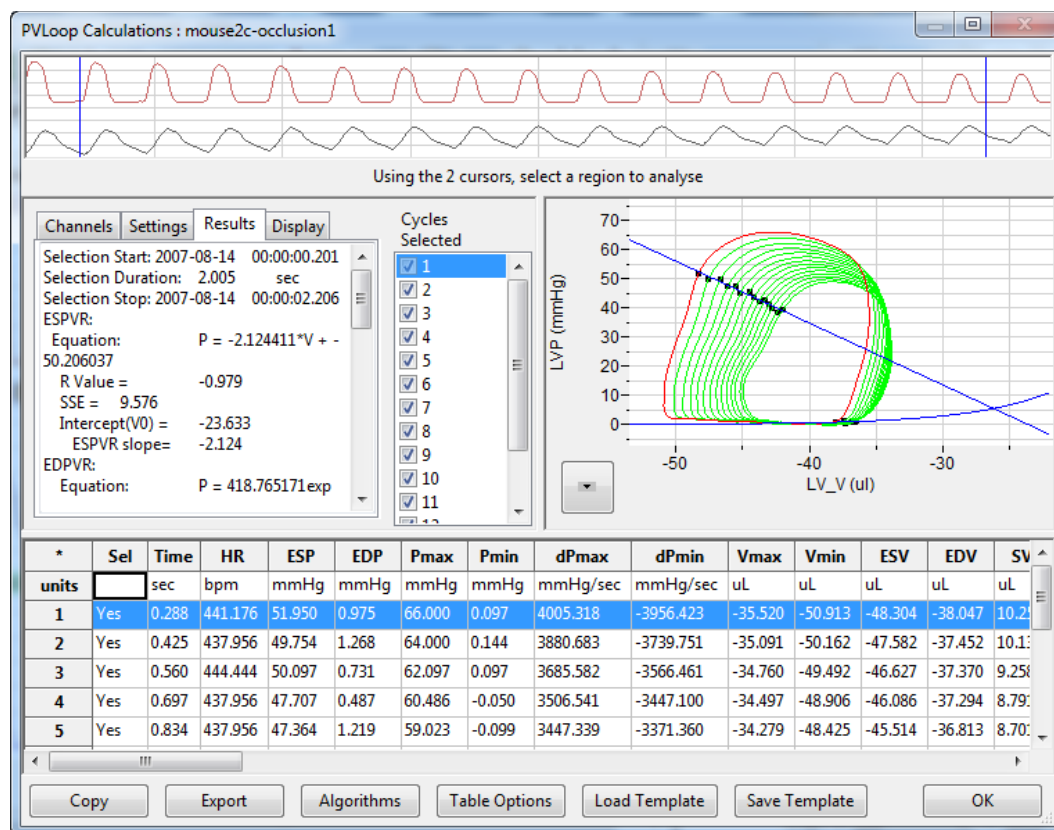 PVLoop Calculations : mouse2c-occlusion1
Using the 2 cursors, select a region to analyse
Channels Settings Results Display
Selection Start: 2007-08-14 00:00:00.201
Selection Duration: 2.005 sec
Selection Stop: 2007-08-14 00:00:02.206
ESPVR:
Equation: P = -2.124411*V + -
50.206037
R Value = -0.979
SSE = 9.576
Intercept(V0) = -23.633
ESPVR slope= -2.124
EDPVR:
Equation: P = 418.765171exp
Cycles
Selected
1
2
3
4
5
6
7
8
9
10
11
LVP (mmHg)
70
60
50
40
30
20
10
0
-50 -40 -30
LV_V (ul)
* Sel Time HR ESP EDP Pmax Pmin dPmax dPmin Vmax Vmin ESV EDV SV
units sec bpm mmHg mmHg mmHg mmHg mmHg/sec mmHg/sec uL uL uL uL uL
1 Yes 0.288 441.176 51.950 0.975 66.000 0.097 4005.318 -3956.423 -35.520 -50.913 -48.304 -38.047 10.25
2 Yes 0.425 437.956 49.754 1.268 64.000 0.144 3880.683 -3739.751 -35.091 -50.162 -47.582 -37.452 10.13
3 Yes 0.560 444.444 50.097 0.731 62.097 0.097 3685.582 -3566.461 -34.760 -49.492 -46.627 -37.370 9.258
4 Yes 0.697 437.956 47.707 0.487 60.486 -0.050 3506.541 -3447.100 -34.497 -48.906 -46.086 -37.294 8.791
5 Yes 0.834 437.956 47.364 1.219 59.023 -0.099 3447.339 -3371.360 -34.279 -48.425 -45.514 -36.813 8.701
Copy Export Algorithms Table Options Load Template Save Template OK